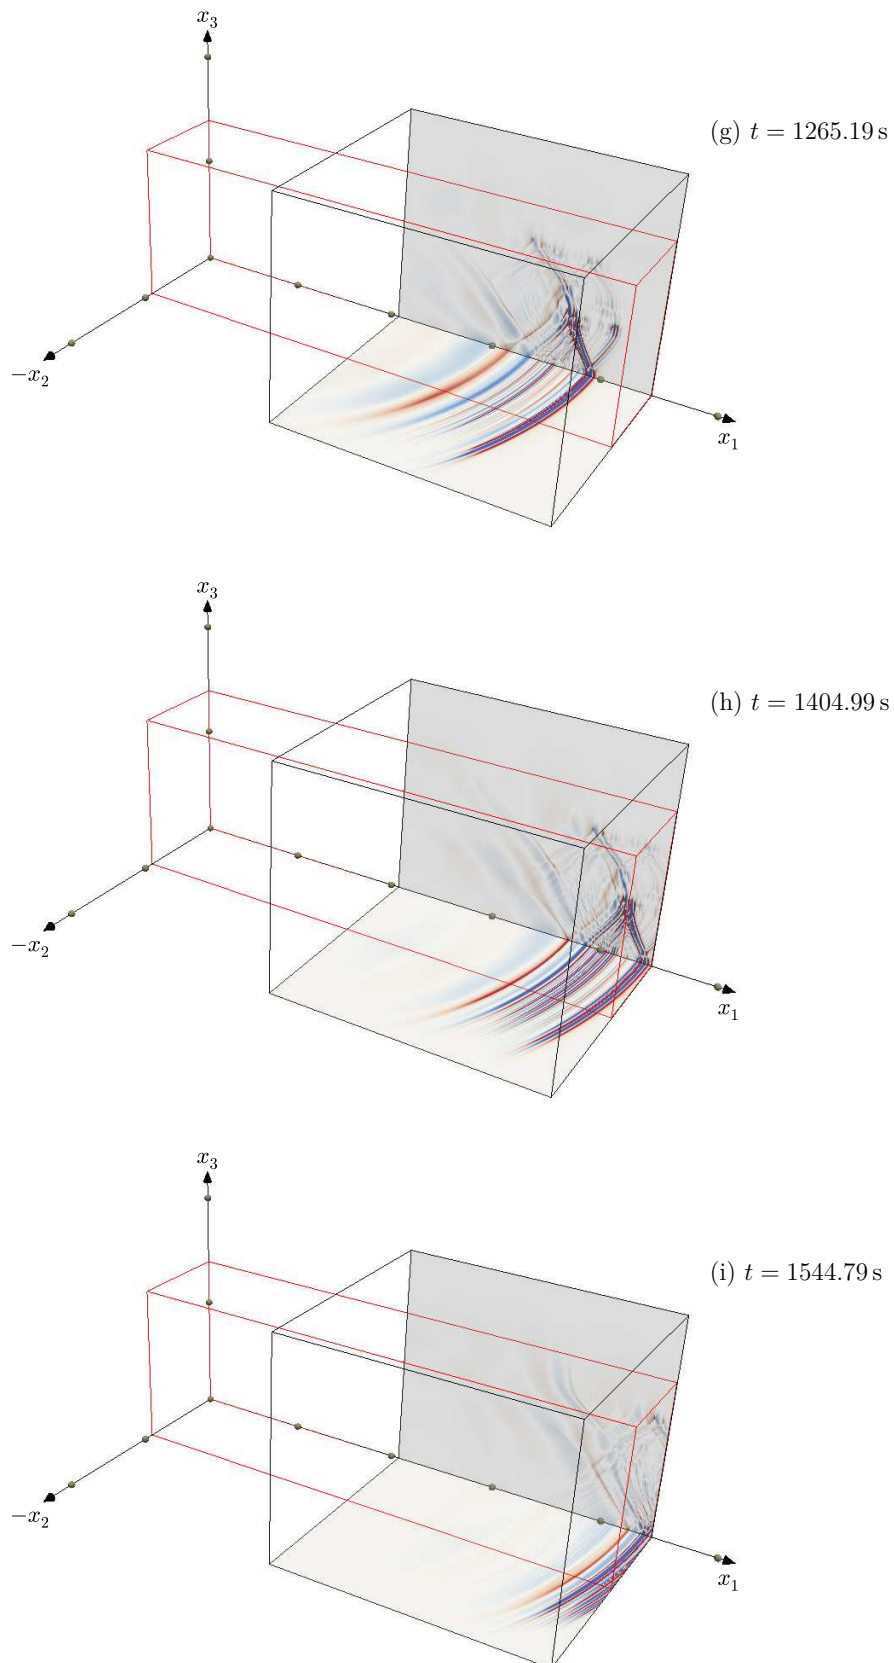 x₃
(g) t = 1265.19 s
−x₂
x₁
x₃
(h) t = 1404.99 s
−x₂
x₁
x₃
(i) t = 1544.79 s
−x₂
x₁